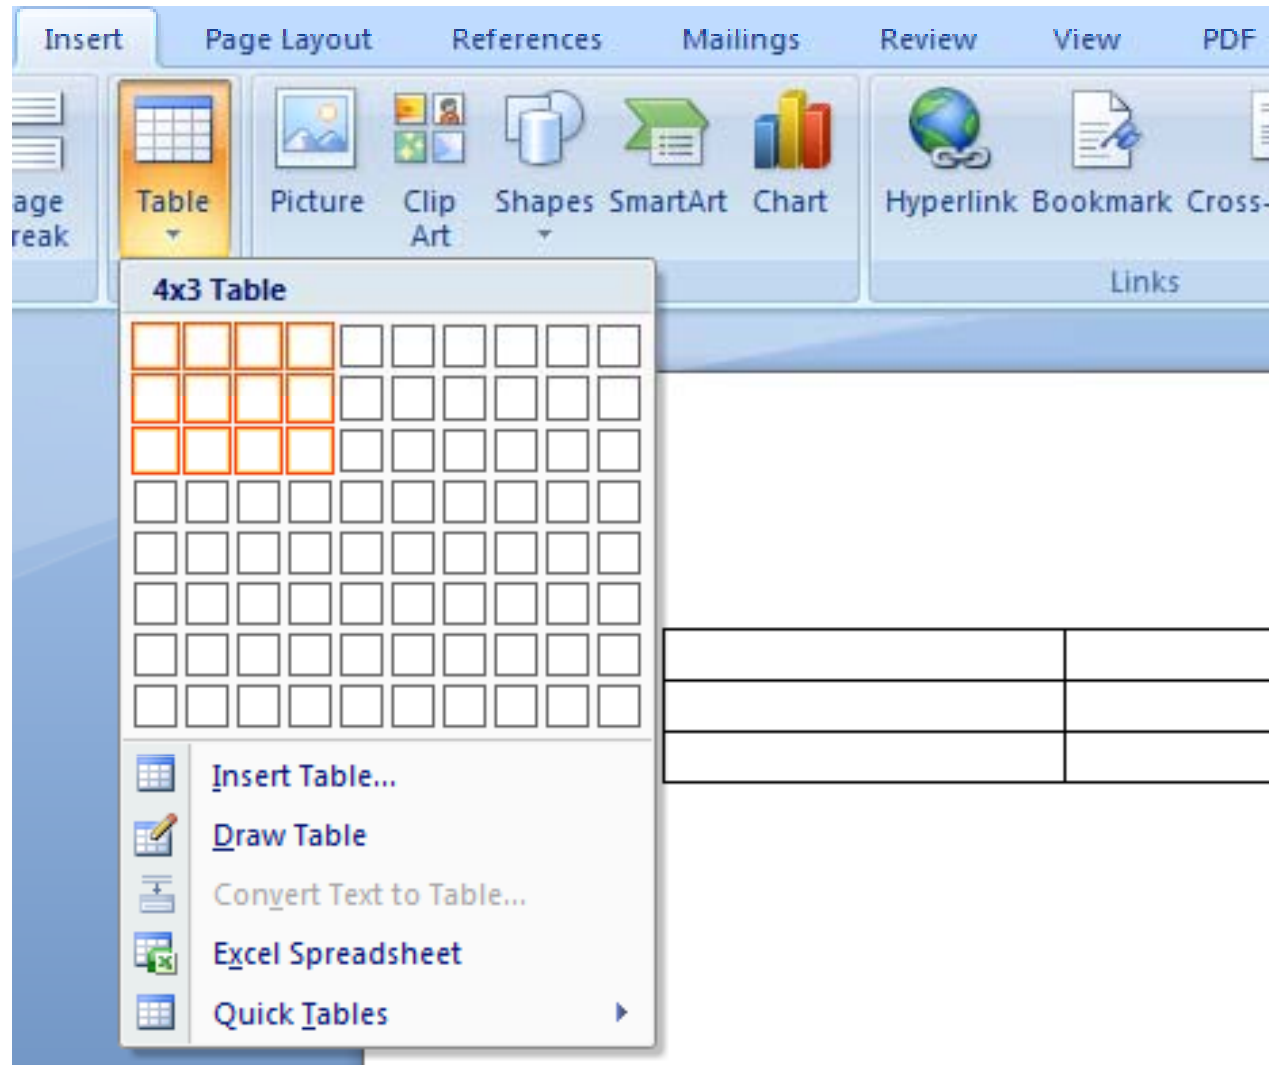 Insert Page Layout References Mailings Review View PDF
age
reak
Table
Picture
Clip
Art
Shapes
SmartArt
Chart
Hyperlink
Bookmark
Cross-
Links
4x3 Table
Insert Table...
Draw Table
Convert Text to Table...
Excel Spreadsheet
Quick Tables